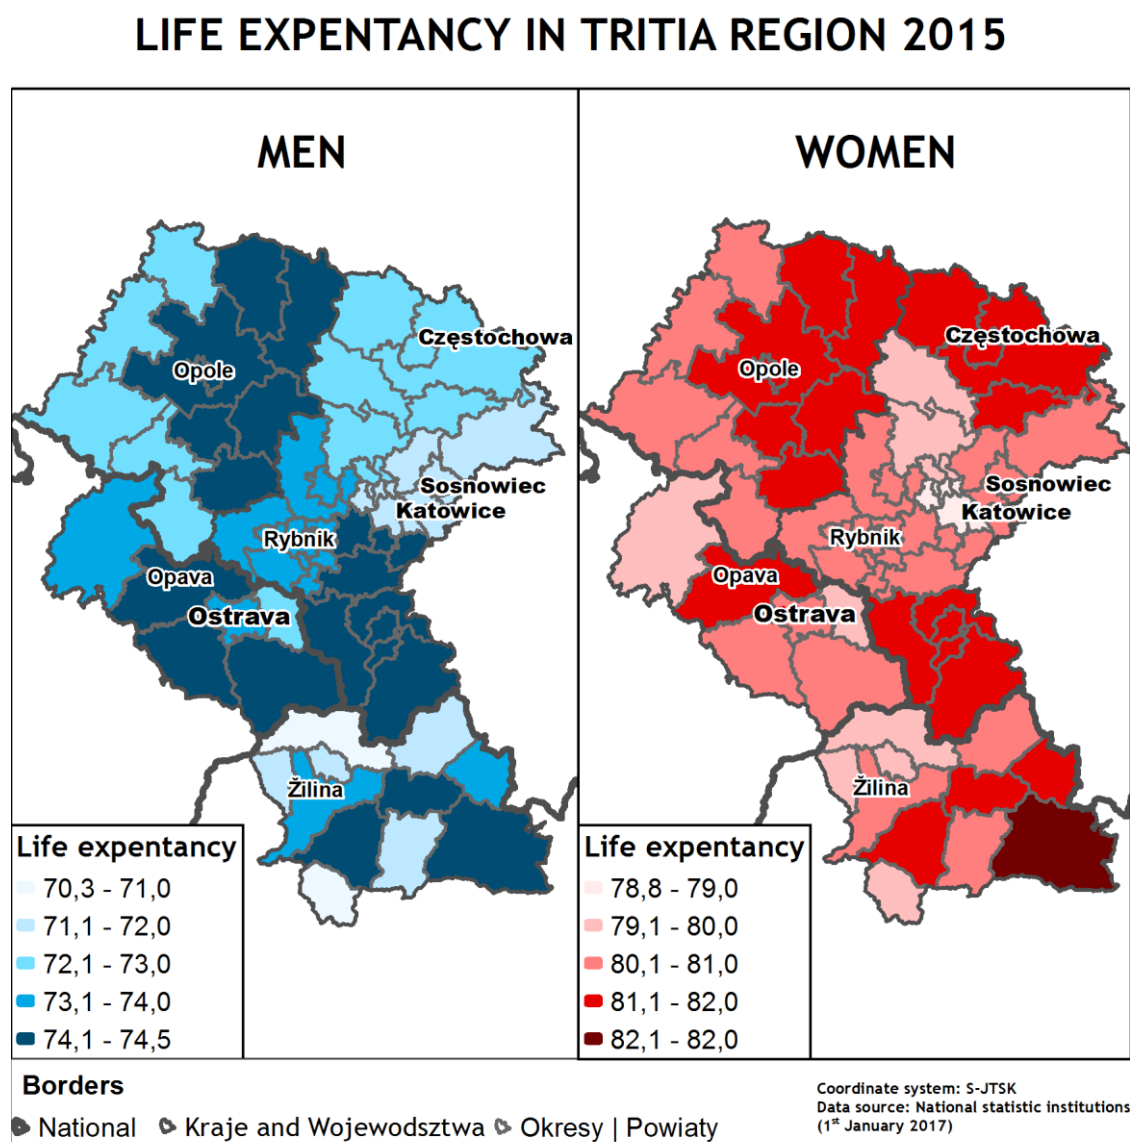 LIFE EXPENTANCY IN TRITIA REGION 2015
MEN
Częstochowa
Opole
Sosnowiec
Katowice
Rybnik
Opava
Ostrava
Žilina
Life expentancy
70,3 - 71,0
71,1 - 72,0
72,1 - 73,0
73,1 - 74,0
74,1 - 74,5
WOMEN
Częstochowa
Opole
Sosnowiec
Katowice
Rybnik
Opava
Ostrava
Žilina
Life expentancy
78,8 - 79,0
79,1 - 80,0
80,1 - 81,0
81,1 - 82,0
82,1 - 82,0
Borders
National Kraje and Wojewodsztwa Okresy | Powiaty
Coordinate system: S-JTSK
Data source: National statistic institutions
(1st January 2017)